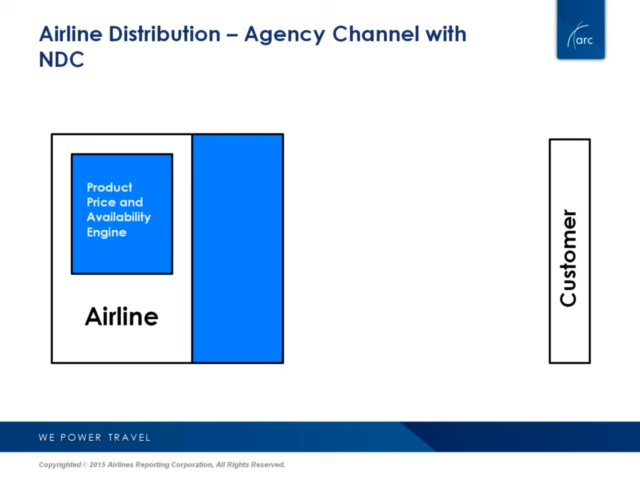 Airline Distribution – Agency Channel with
NDC
arc
Product
Price and
Availability
Engine
Airline
Customer
WE POWER TRAVEL
Copyrighted © 2015 Airlines Reporting Corporation, All Rights Reserved.